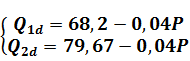 Q₁d = 68,2 − 0,04P
Q₂d = 79,67 − 0,04P